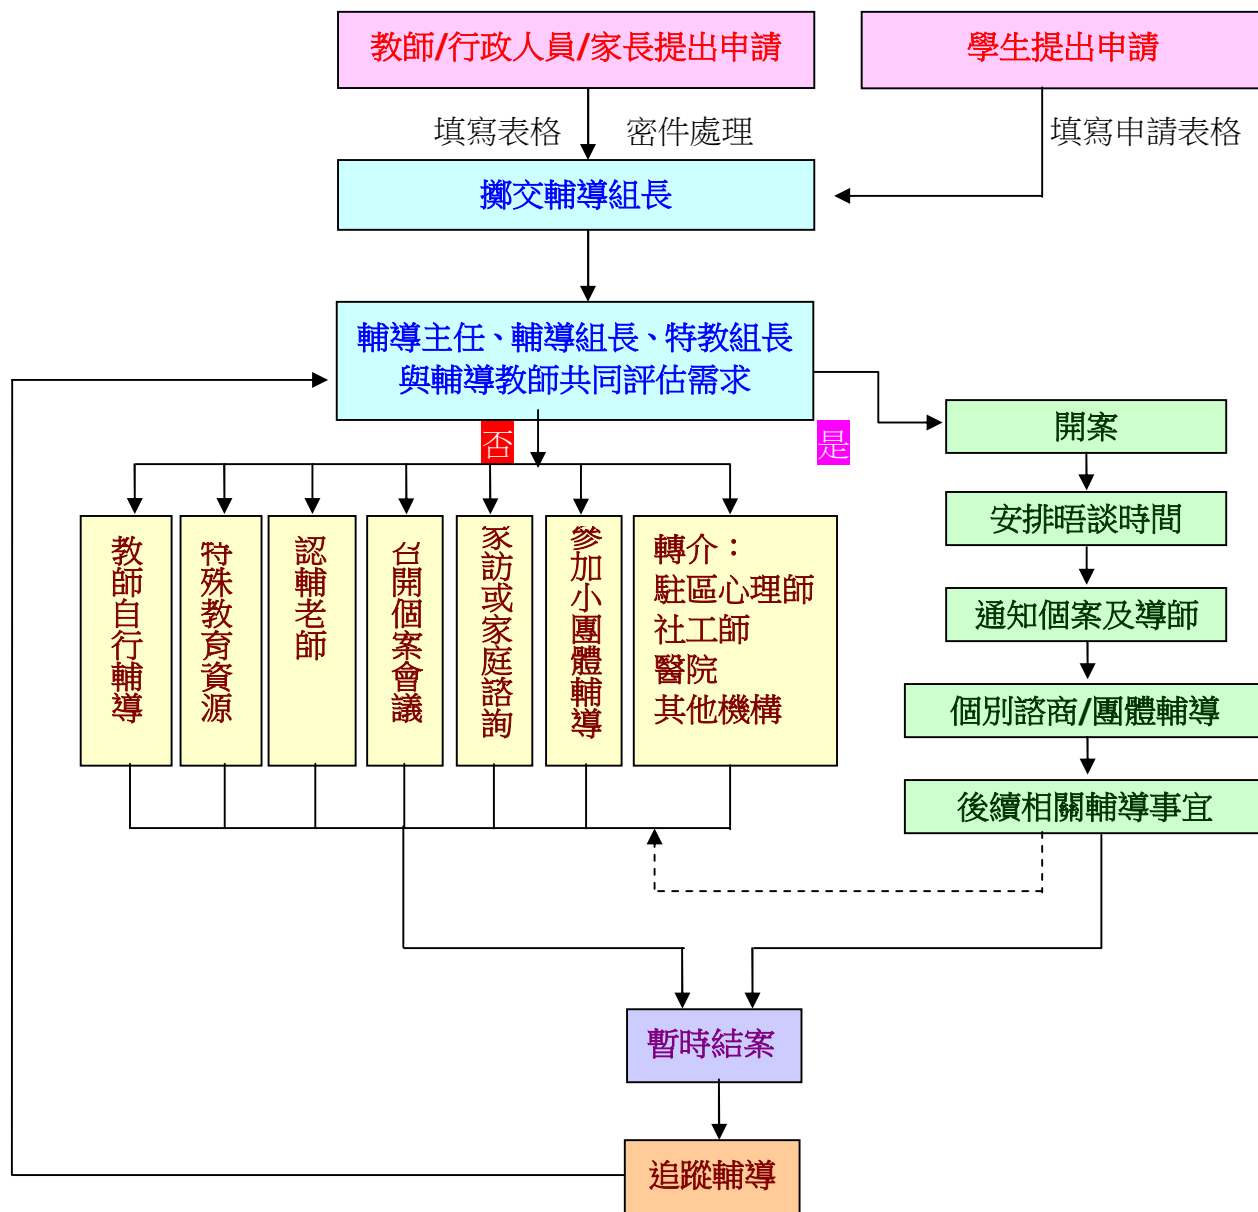 教師/行政人員/家長提出申請
學生提出申請
填寫表格
密件處理
填寫申請表格
擲交輔導組長
輔導主任、輔導組長、特教組長
與輔導教師共同評估需求
否
是
開案
安排晤談時間
通知個案及導師
個別諮商/團體輔導
後續相關輔導事宜
教師自行輔導
特殊教育資源
認輔老師
召開個案會議
家訪或家庭諮詢
參加小團體輔導
轉介：
駐區心理師
社工師
醫院
其他機構
暫時結案
追蹤輔導